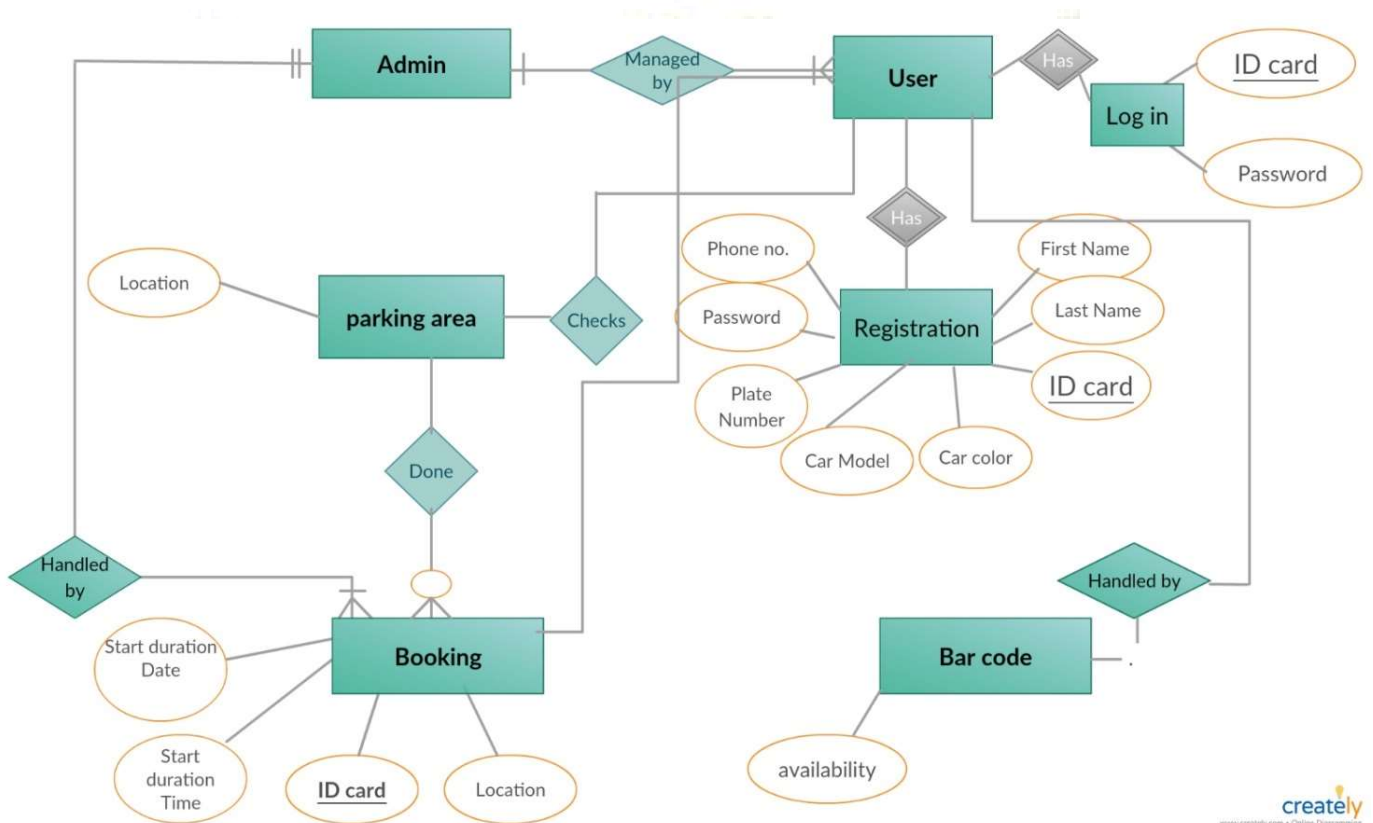 Admin
Managed
by
User
Has
ID card
Log in
Password
Has
Phone no.
First Name
Location
parking area
Checks
Password
Registration
Last Name
ID card
Plate
Number
Car Model
Car color
Done
Handled
by
Handled by
Start duration
Date
Booking
Bar code
.
Start
duration
Time
ID card
Location
availability
creately